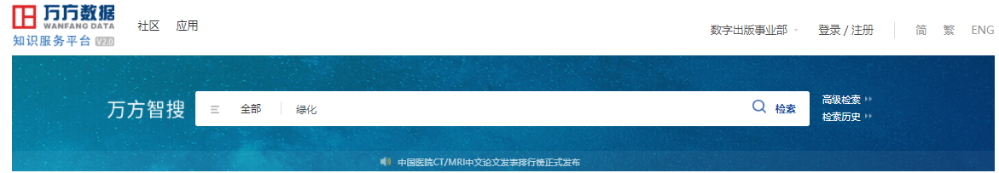 万方数据
WANFANG DATA
知识服务平台 V2.0
社区 应用
数字出版事业部 登录 / 注册 简 繁 ENG
万方智搜 全部 绿化 检索
高级检索
检索历史
中国医院CT/MRI中文论文发表排行榜正式发布